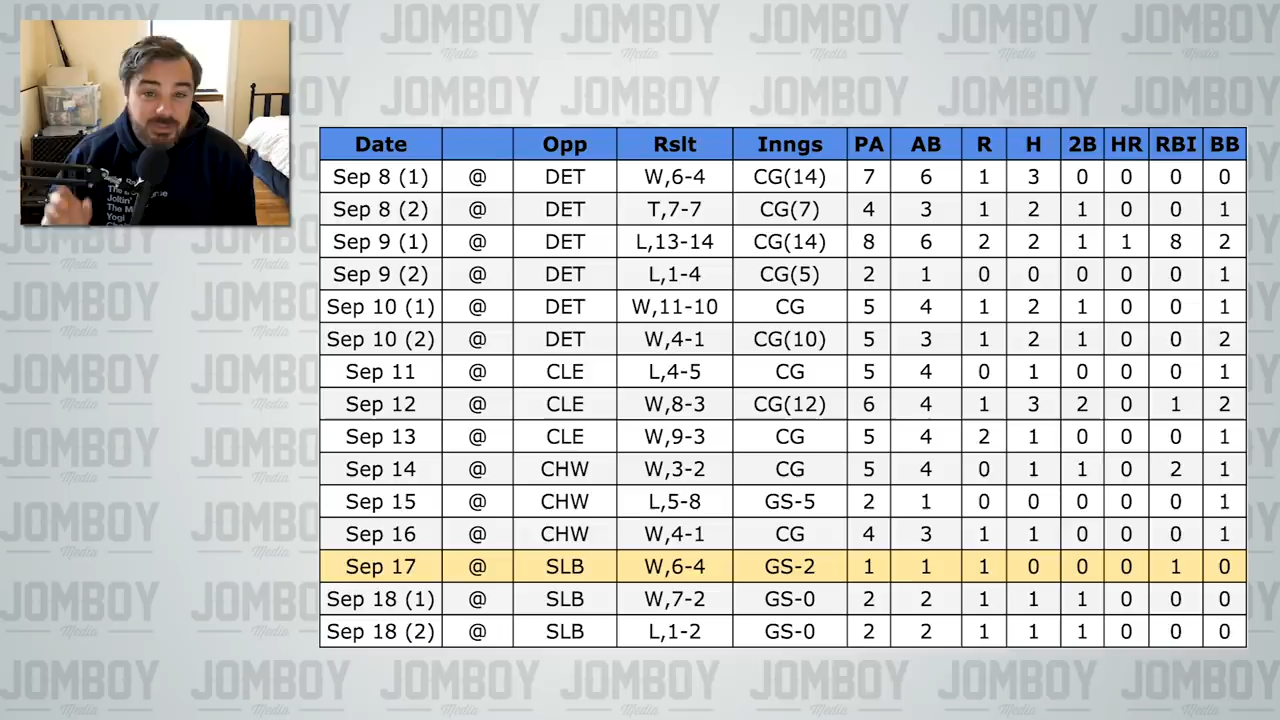 JOMBOY
Media
Date Opp Rslt Inngs PA AB R H 2B HR RBI BB
Sep 8 (1) @ DET W,6-4 CG(14) 7 6 1 3 0 0 0 0
Sep 8 (2) @ DET T,7-7 CG(7) 4 3 1 2 1 0 0 1
Sep 9 (1) @ DET L,13-14 CG(14) 8 6 2 2 1 1 8 2
Sep 9 (2) @ DET L,1-4 CG(5) 2 1 0 0 0 0 0 1
Sep 10 (1) @ DET W,11-10 CG 5 4 1 2 0 0 0 1
Sep 10 (2) @ DET W,4-1 CG(10) 5 3 1 2 1 0 0 2
Sep 11 @ CLE L,4-5 CG 5 4 0 1 0 0 0 1
Sep 12 @ CLE W,8-3 CG(12) 6 4 1 3 2 0 1 2
Sep 13 @ CLE W,9-3 CG 5 4 2 1 0 0 0 1
Sep 14 @ CHW W,3-2 CG 5 4 0 1 1 0 2 1
Sep 15 @ CHW L,5-8 GS-5 2 1 0 0 0 0 0 1
Sep 16 @ CHW W,4-1 CG 4 3 1 1 0 0 0 1
Sep 17 @ SLB W,6-4 GS-2 1 1 1 0 0 0 1 0
Sep 18 (1) @ SLB W,7-2 GS-0 2 2 1 1 1 0 0 0
Sep 18 (2) @ SLB L,1-2 GS-0 2 2 1 1 1 0 0 0
Joltin'
The M
Yogi